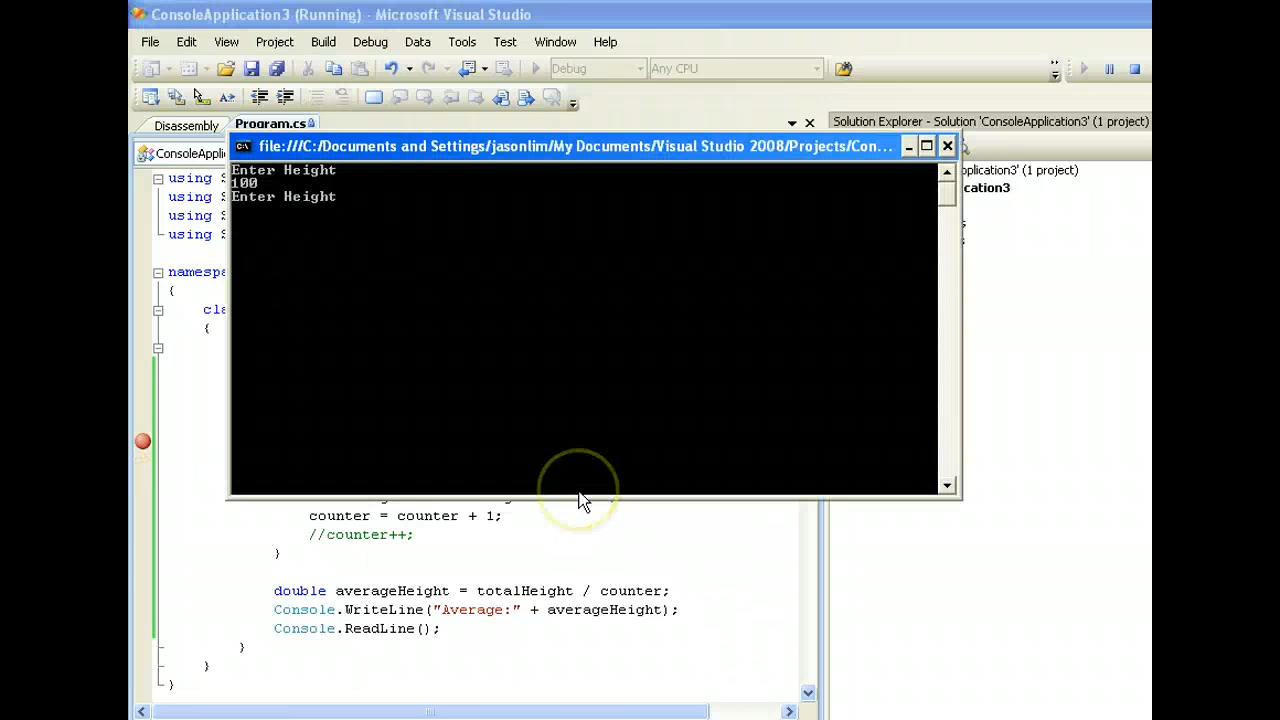 ConsoleApplication3 (Running) - Microsoft Visual Studio
File Edit View Project Build Debug Data Tools Test Window Help
Debug Any CPU
Disassembly Program.cs
Solution Explorer - Solution 'ConsoleApplication3' (1 project)
file:///C:/Documents and Settings/jasonlim/My Documents/Visual Studio 2008/Projects/Con...
ConsoleAppli
Enter Height
100
Enter Height
plication3' (1 project)
cation3
using S
using S
using S
using S
namespa
{
cla
{
counter = counter + 1;
//counter++;
}
double averageHeight = totalHeight / counter;
Console.WriteLine("Average:" + averageHeight);
Console.ReadLine();
}
}
}